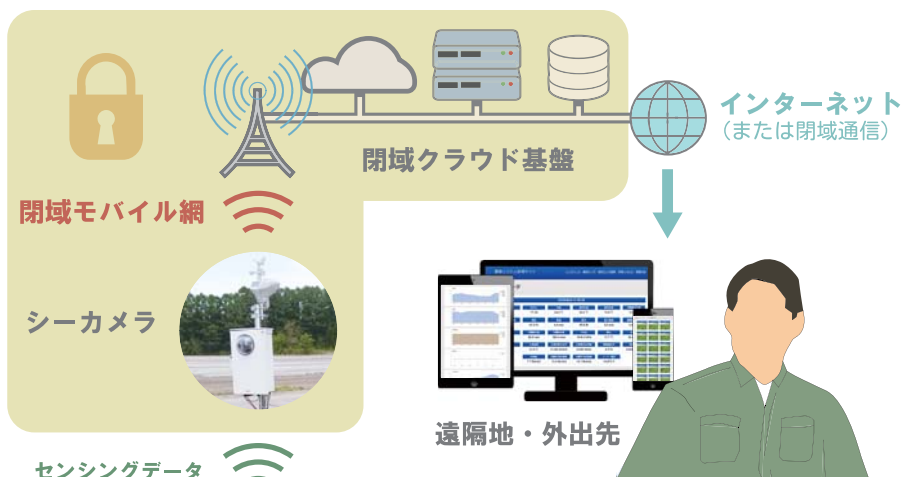 インターネット
（または閉域通信）
閉域クラウド基盤
閉域モバイル網
シーカメラ
遠隔地・外出先
センシングデータ